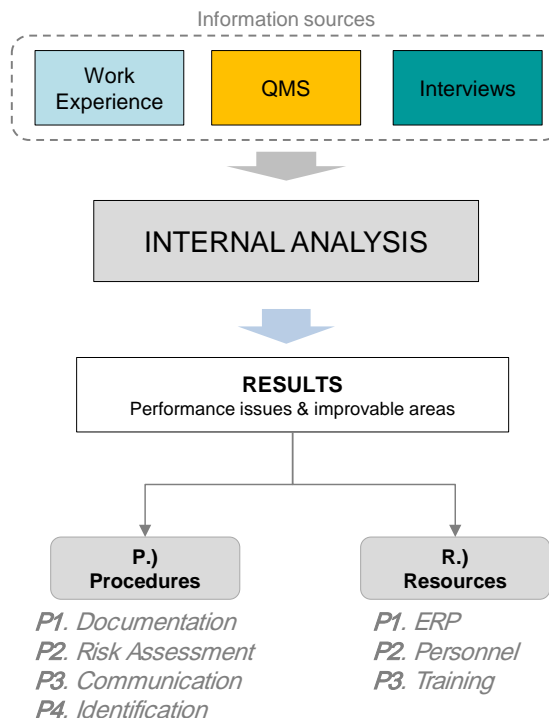 Information sources
Work
Experience
QMS
Interviews
INTERNAL ANALYSIS
RESULTS
Performance issues & improvable areas
P.)
Procedures
R.)
Resources
P1. Documentation
P2. Risk Assessment
P3. Communication
P4. Identification
P1. ERP
P2. Personnel
P3. Training